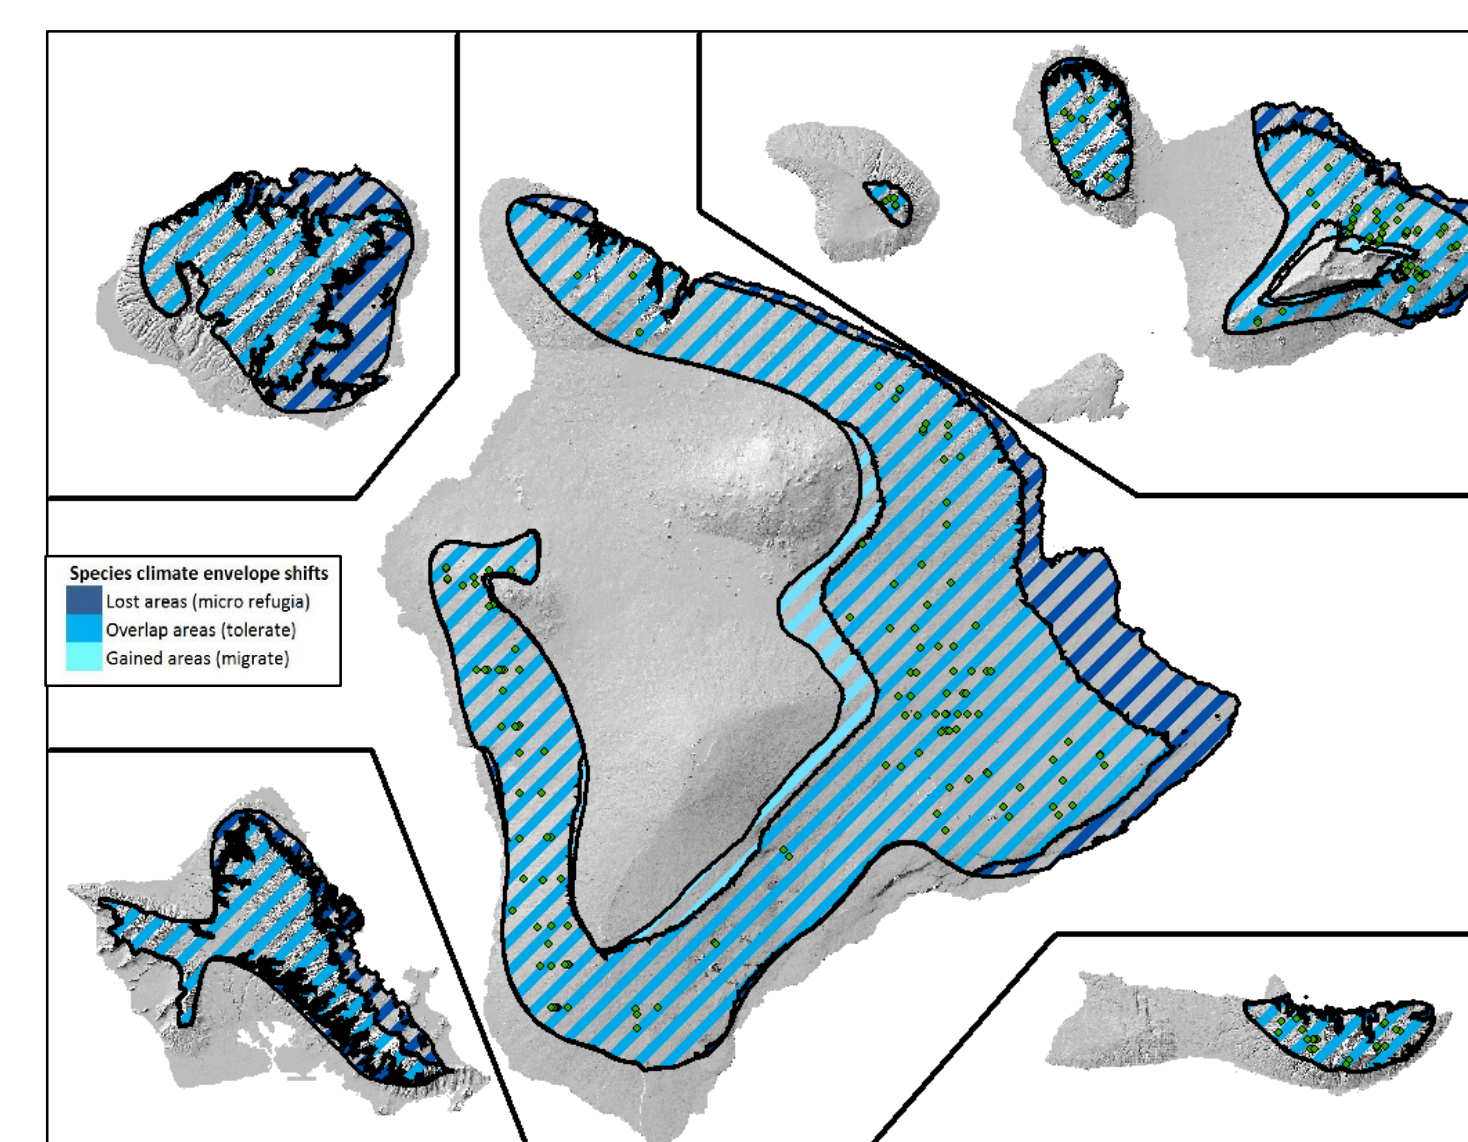 Species climate envelope shifts
Lost areas (micro refugia)
Overlap areas (tolerate)
Gained areas (migrate)